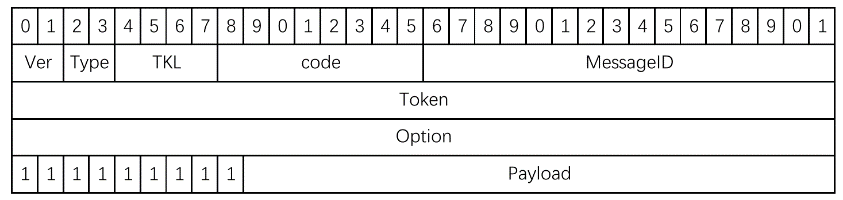 0 1 2 3 4 5 6 7 8 9 0 1 2 3 4 5 6 7 8 9 0 1 2 3 4 5 6 7 8 9 0 1
Ver Type TKL code MessageID
Token
Option
1 1 1 1 1 1 1 1 1 Payload